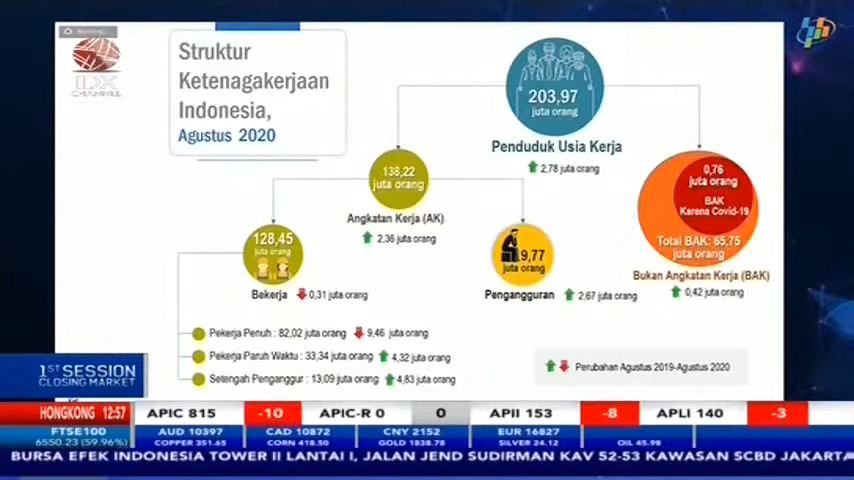 Recording...
IDX
CHANNEL
Struktur
Ketenagakerjaan
Indonesia,
Agustus 2020
203,97
juta orang
Penduduk Usia Kerja
2,78 juta orang
138,22
juta orang
Angkatan Kerja (AK)
2,36 juta orang
0,76
juta orang
BAK
Karena Covid-19
Total BAK: 65,75
juta orang
Bukan Angkatan Kerja (BAK)
0,42 juta orang
128,45
juta orang
Bekerja 0,31 juta orang
9,77
juta orang
Pengangguran 2,67 juta orang
Pekerja Penuh : 82,02 juta orang 9,46 juta orang
Pekerja Paruh Waktu : 33,34 juta orang 4,32 juta orang
Setengah Penganggur : 13,09 juta orang 4,83 juta orang
Perubahan Agustus 2019-Agustus 2020
1ST SESSION
CLOSING MARKET
HONGKONG 12:57 APIC 815 -10 APIC-R 0 0 APII 153 -8 APLI 140 -3
FTSE100 AUD 10397 CAD 10872 CNY 2152 EUR 16827
6550.23 (59.96%) COPPER 351.65 CORN 418.50 GOLD 1838.78 SILVER 24.12 OIL 45.98
BURSA EFEK INDONESIA TOWER II LANTAI I, JALAN JEND SUDIRMAN KAV 52-53 KAWASAN SCBD JAKARTA